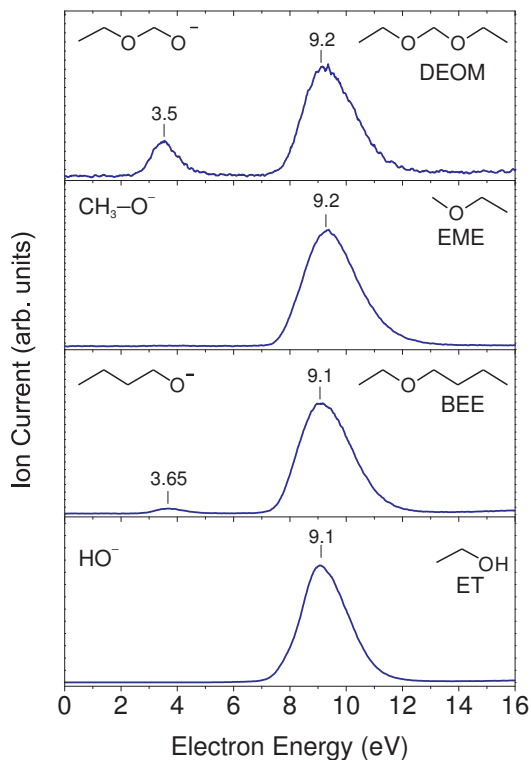 O O⁻ 9.2 O O
DEOM
3.5
CH₃–O⁻ 9.2 O
EME
O⁻ 9.1 O
BEE
3.65
HO⁻ 9.1 OH
ET
0 2 4 6 8 10 12 14 16
Electron Energy (eV)
Ion Current (arb. units)